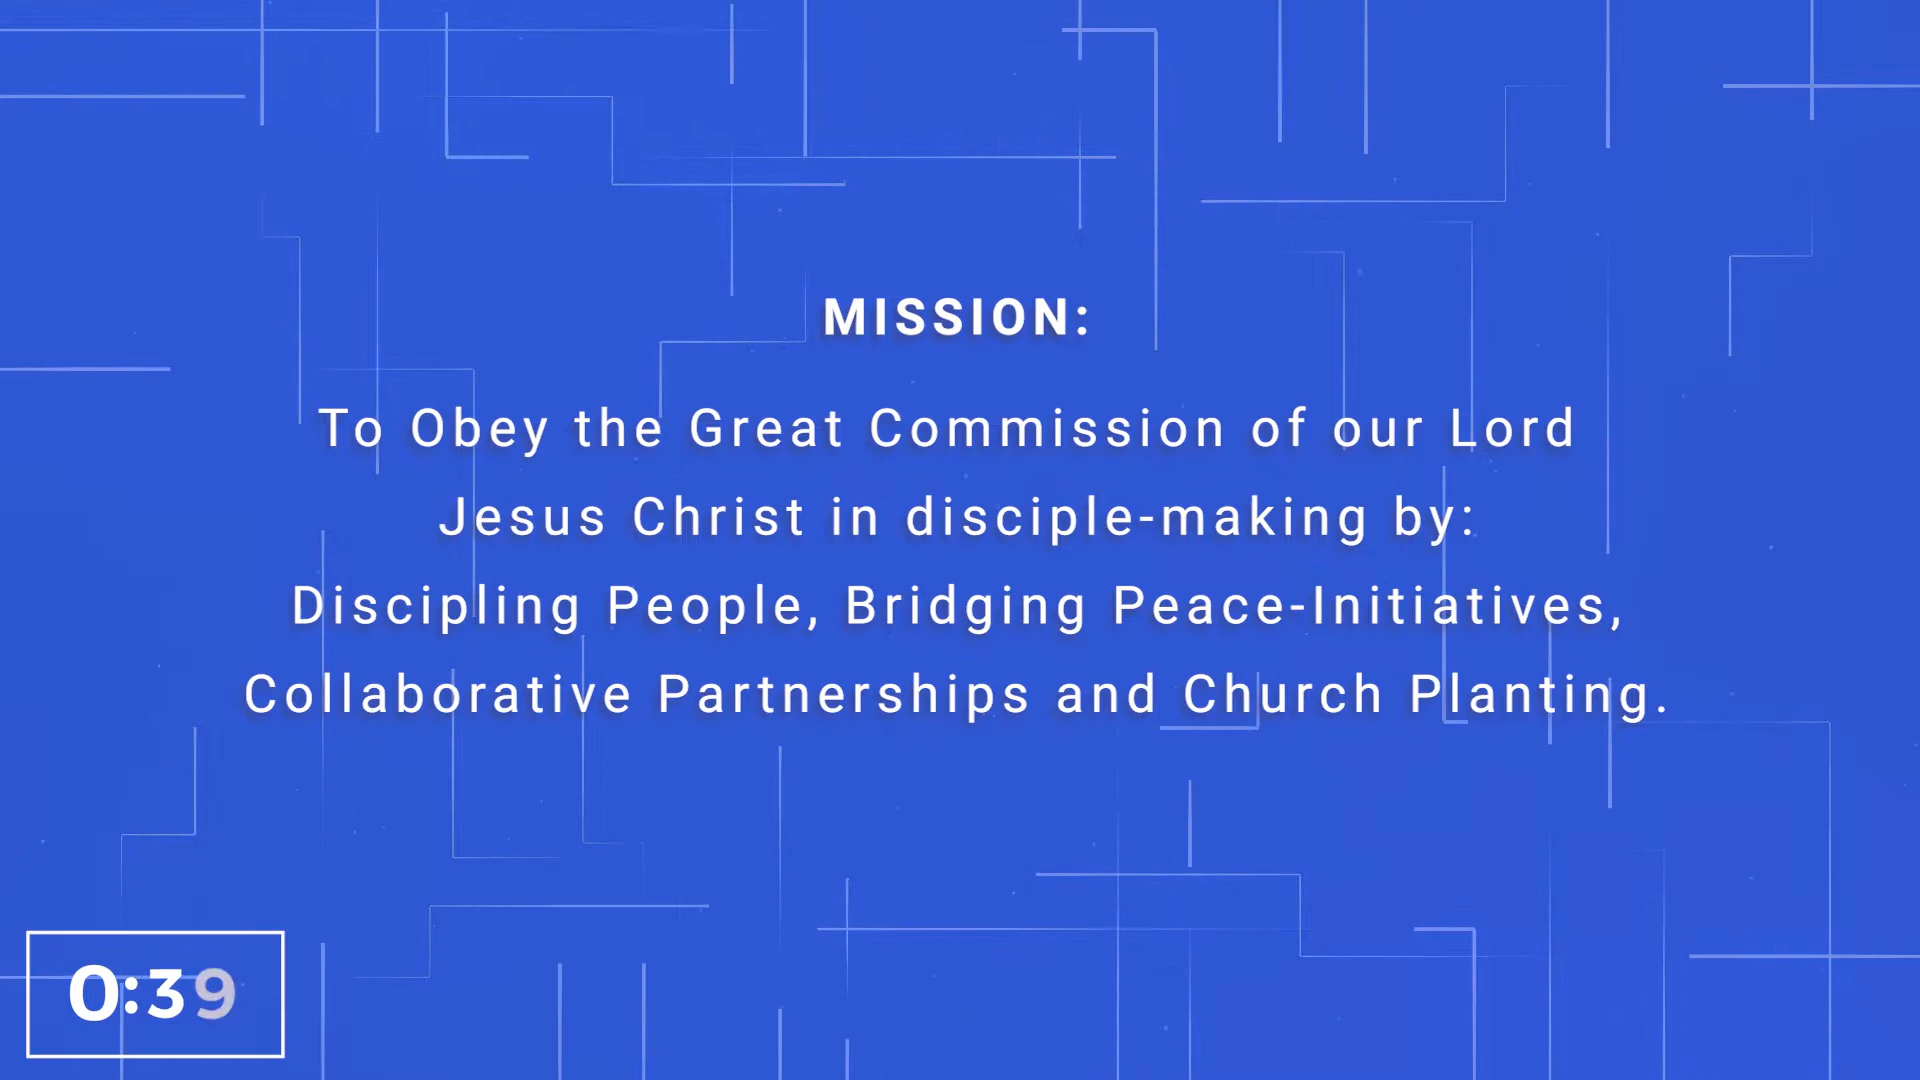 MISSION:
To Obey the Great Commission of our Lord
Jesus Christ in disciple-making by:
Discipling People, Bridging Peace-Initiatives,
Collaborative Partnerships and Church Planting.
0:39